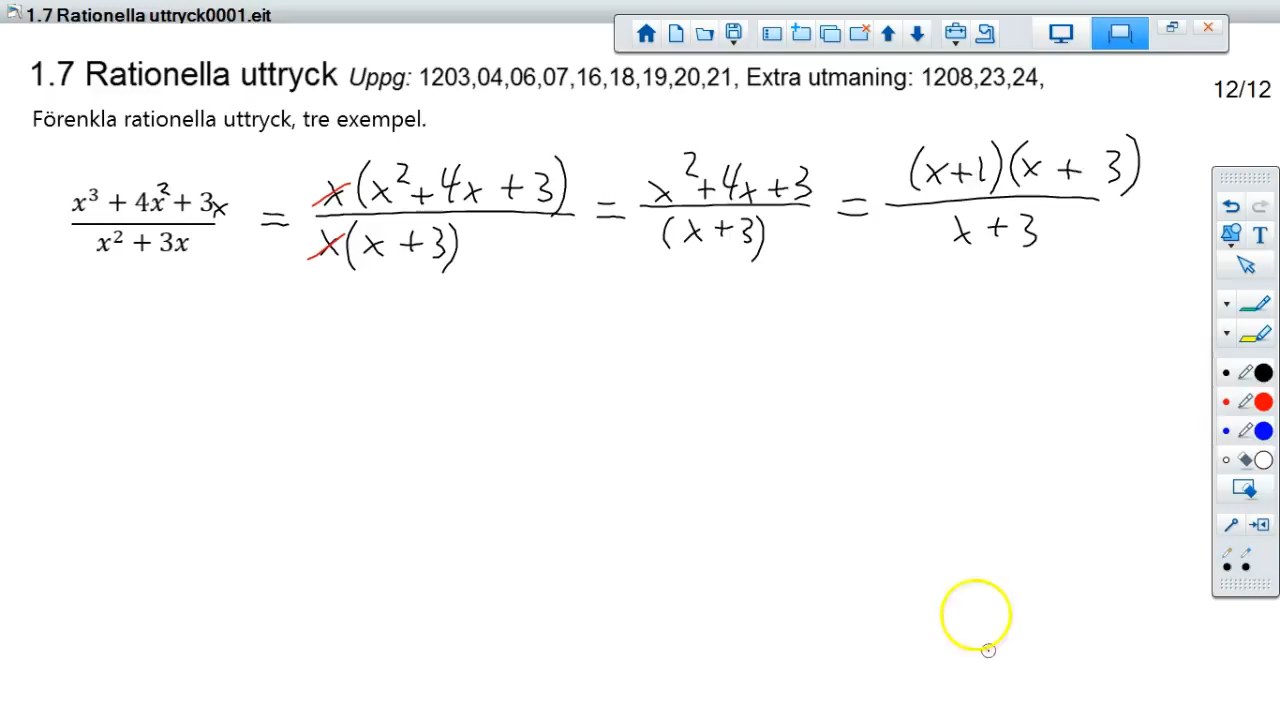 1.7 Rationella uttryck0001.eit
1.7 Rationella uttryck Uppg: 1203,04,06,07,16,18,19,20,21, Extra utmaning: 1208,23,24,
12/12
Förenkla rationella uttryck, tre exempel.
(x³ + 4x² + 3x)/(x² + 3x) = x(x² + 4x + 3)/x(x + 3) = x² + 4x + 3/(x + 3) = (x+1)(x + 3)/x + 3
T